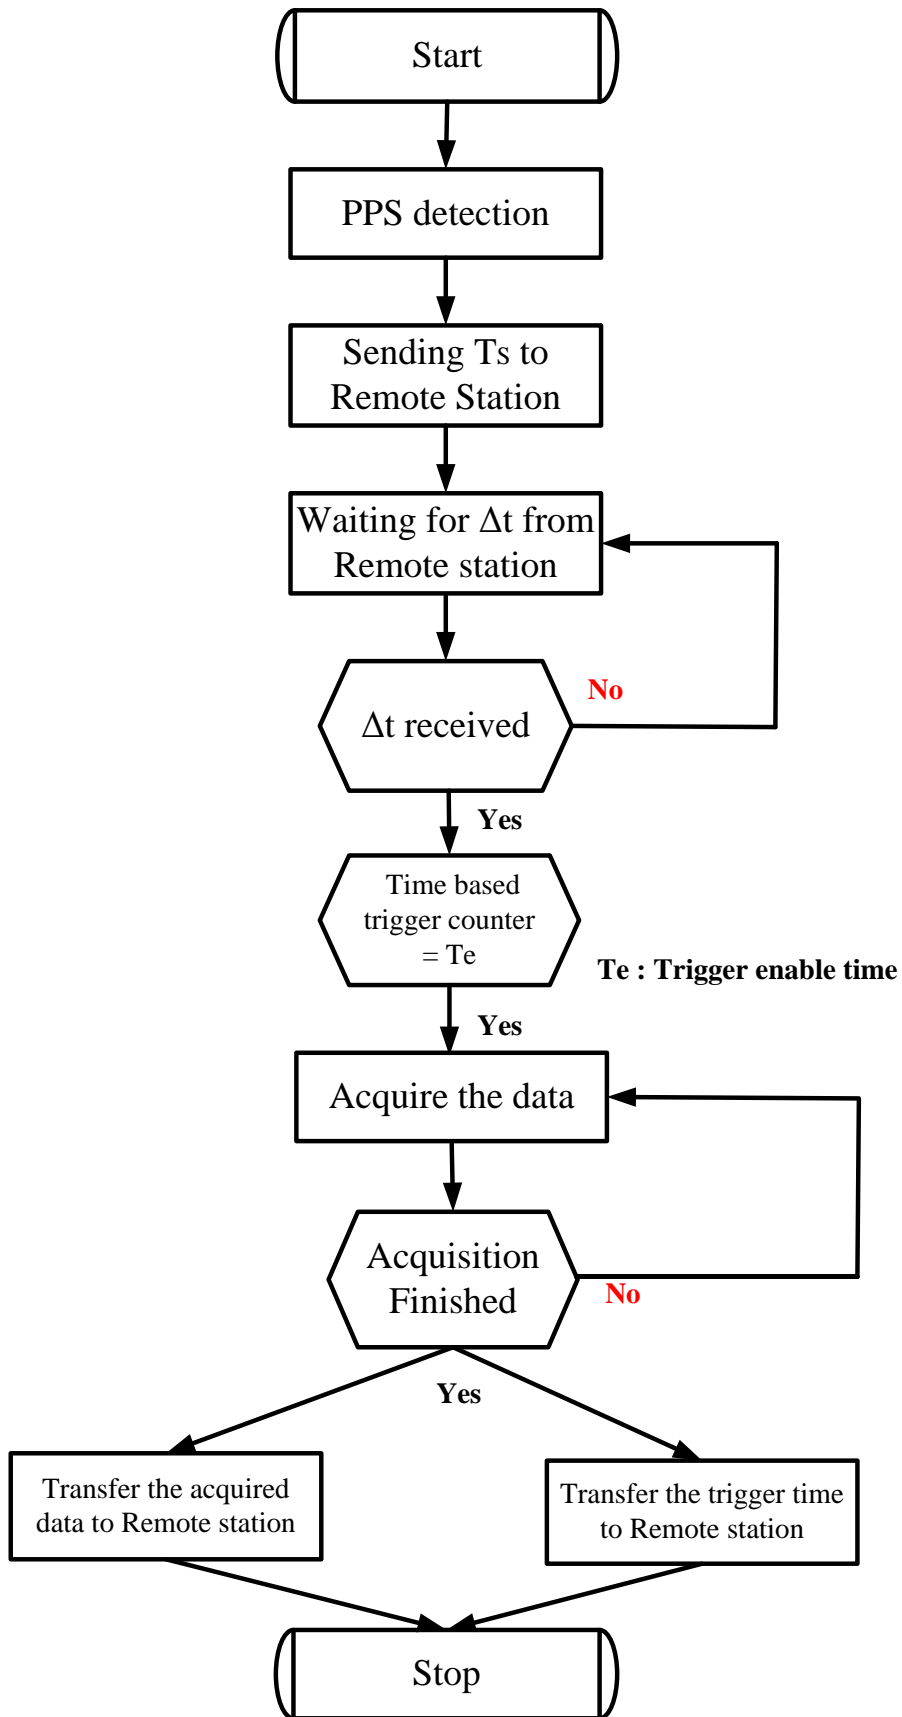 Start
PPS detection
Sending Ts to
Remote Station
Waiting for Δt from
Remote station
No
Δt received
Yes
Time based
trigger counter
= Te
Te : Trigger enable time
Yes
Acquire the data
Acquisition
Finished
No
Yes
Transfer the acquired
data to Remote station
Transfer the trigger time
to Remote station
Stop